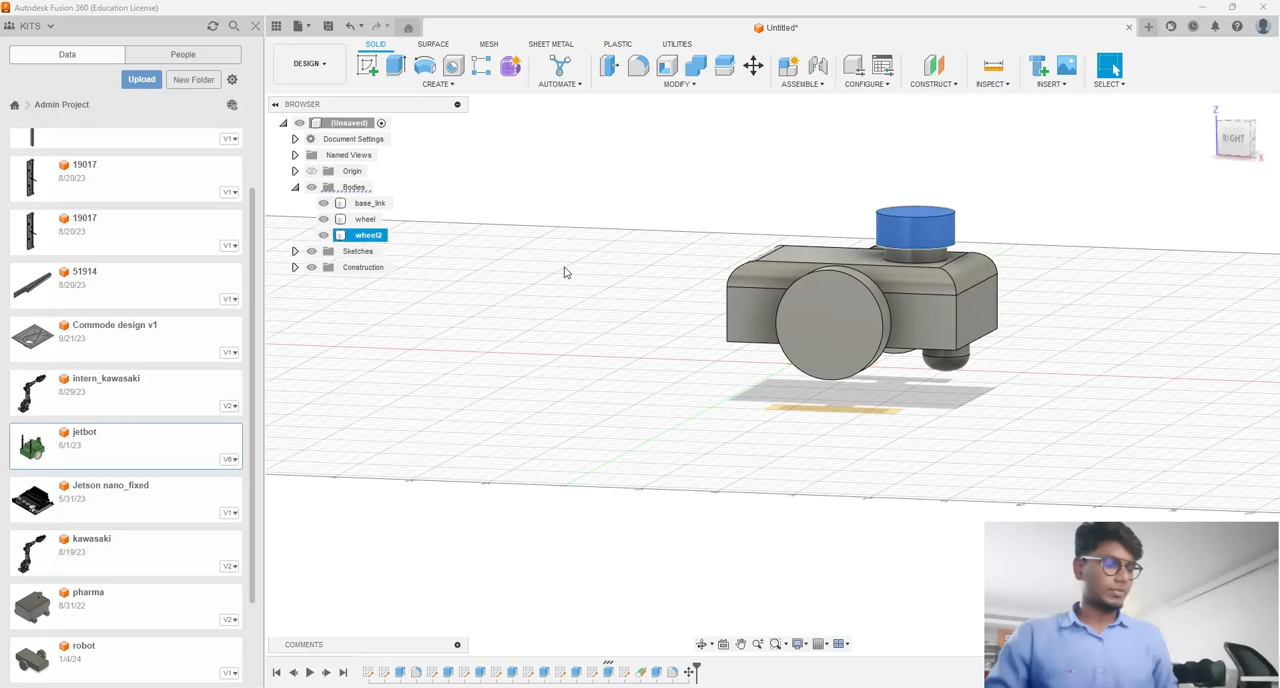 Autodesk Fusion 360 (Education License)
KITS
Untitled*
Data
People
Upload
New Folder
Admin Project
V1
19017
8/20/23
V1
19017
8/20/23
V1
51914
8/20/23
V1
Commode design v1
9/21/23
V1
intern_kawasaki
8/29/23
V2
jetbot
6/1/23
V6
Jetson nano_fixed
5/31/23
V1
kawasaki
8/19/23
V2
pharma
8/31/22
V2
robot
1/4/24
V1
SOLID
SURFACE
MESH
SHEET METAL
PLASTIC
UTILITIES
DESIGN
CREATE
AUTOMATE
MODIFY
ASSEMBLE
CONFIGURE
CONSTRUCT
INSPECT
INSERT
SELECT
BROWSER
(Unsaved)
Document Settings
Named Views
Origin
Bodies
base_link
wheel
wheel2
Sketches
Construction
Z
RIGHT
X
COMMENTS